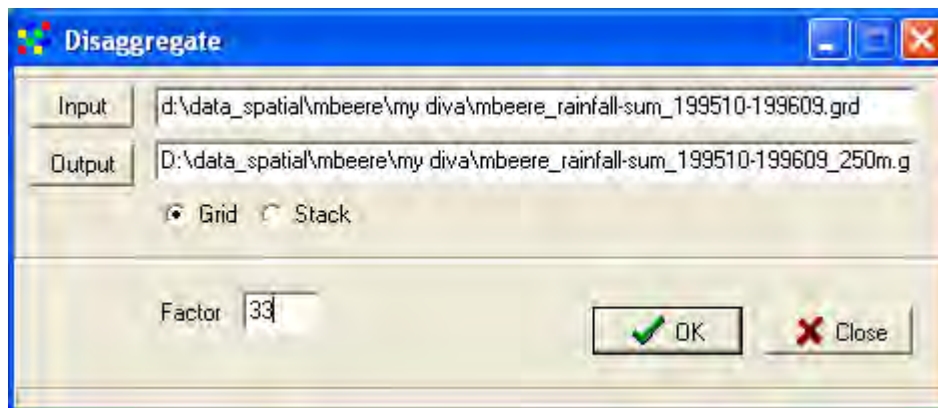 Disaggregate
Input d:\data_spatial\mbeere\my diva\mbeere_rainfall-sum_199510-199609.grd
Output D:\data_spatial\mbeere\my diva\mbeere_rainfall-sum_199510-199609_250m.g
Grid Stack
Factor 33 OK Close